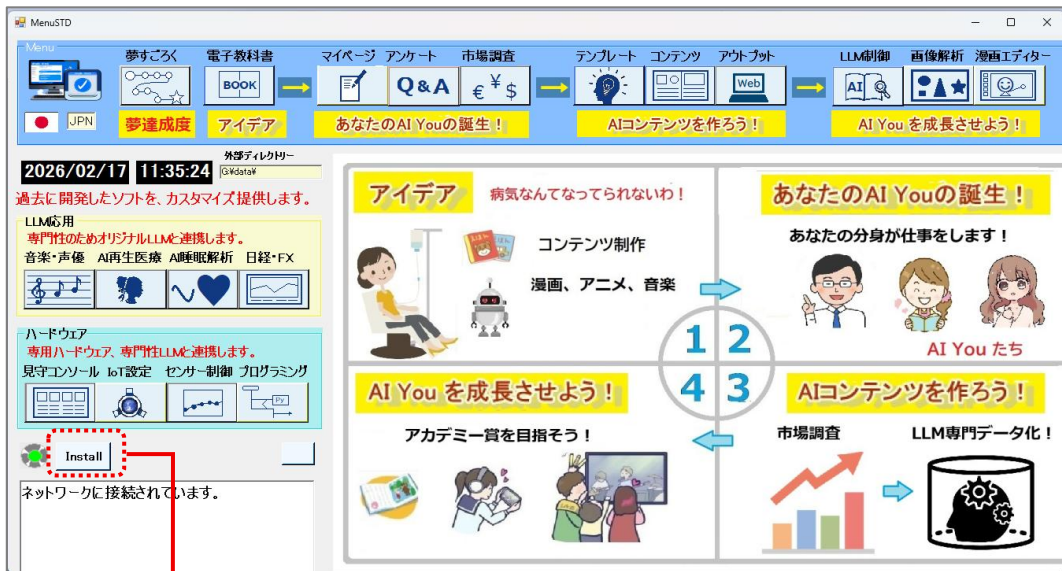 MenuSTD
Menu
夢すごろく 電子教科書 マイページ アンケート 市場調査 テンプレート コンテンツ アウトプット LLM制御 画像解析 漫画エディター
BOOK Q&A € ¥ $ Web AI
JPN 夢達成度 アイデア あなたのAI Youの誕生！ AIコンテンツを作ろう！ AI You を成長させよう！
外部ディレクトリー
2026/02/17 11:35:24 G:¥data¥
過去に開発したソフトを、カスタマイズ提供します。
LLM応用
専門性のためオリジナルLLMと連携します。
音楽・声優 AI再生医療 AI睡眠解析 日経・FX
ハードウェア
専用ハードウェア、専門性LLMと連携します。
見守コンソール IoT設定 センサー制御 プログラミング
Py
Install
ネットワークに接続されています。
アイデア 病気なんてなってられないわ！
コンテンツ制作
漫画、アニメ、音楽
1
あなたのAI Youの誕生！
あなたの分身が仕事をします！
AI You たち
2
AIコンテンツを作ろう！
市場調査 LLM専門データ化！
3
AI You を成長させよう！
アカデミー賞を目指そう！
4